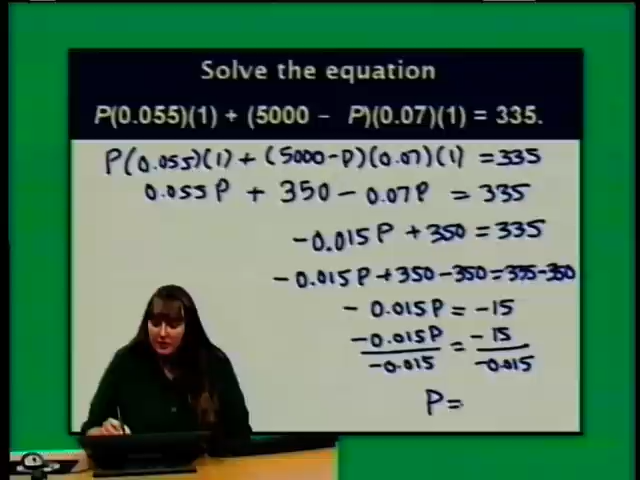 Solve the equation
P(0.055)(1) + (5000 − P)(0.07)(1) = 335.
P(0.055)(1) + (5000-P)(0.07)(1) = 335
0.055P + 350 - 0.07P = 335
-0.015P + 350 = 335
-0.015P + 350 - 350 = 335 - 350
-0.015P = -15
-0.015P/-0.015 = -15/-0.015
P=